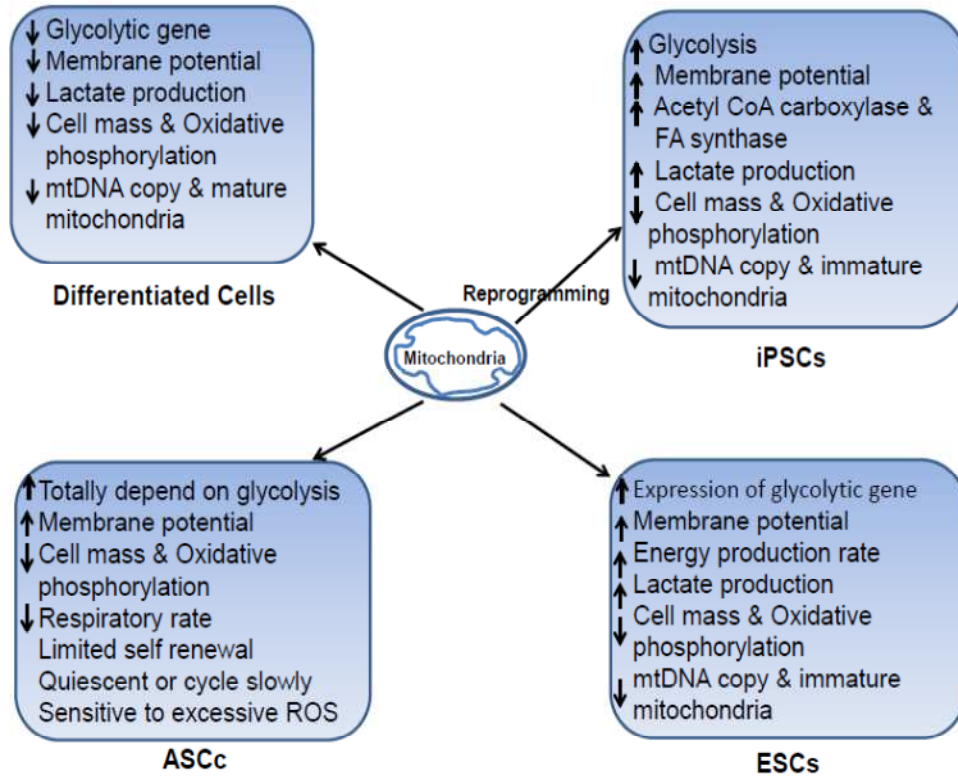 ↓ Glycolytic gene
↓ Membrane potential
↓ Lactate production
↓ Cell mass & Oxidative
phosphorylation
↓ mtDNA copy & mature
mitochondria
Differentiated Cells
↑ Glycolysis
↑ Membrane potential
↑ Acetyl CoA carboxylase &
FA synthase
↑ Lactate production
↓ Cell mass & Oxidative
phosphorylation
↓ mtDNA copy & immature
mitochondria
iPSCs
Reprogramming
Mitochondria
↑ Totally depend on glycolysis
↑ Membrane potential
↓ Cell mass & Oxidative
phosphorylation
↓ Respiratory rate
Limited self renewal
Quiescent or cycle slowly
Sensitive to excessive ROS
ASCc
↑ Expression of glycolytic gene
↑ Membrane potential
↑ Energy production rate
↑ Lactate production
↓ Cell mass & Oxidative
phosphorylation
↓ mtDNA copy & immature
mitochondria
ESCs